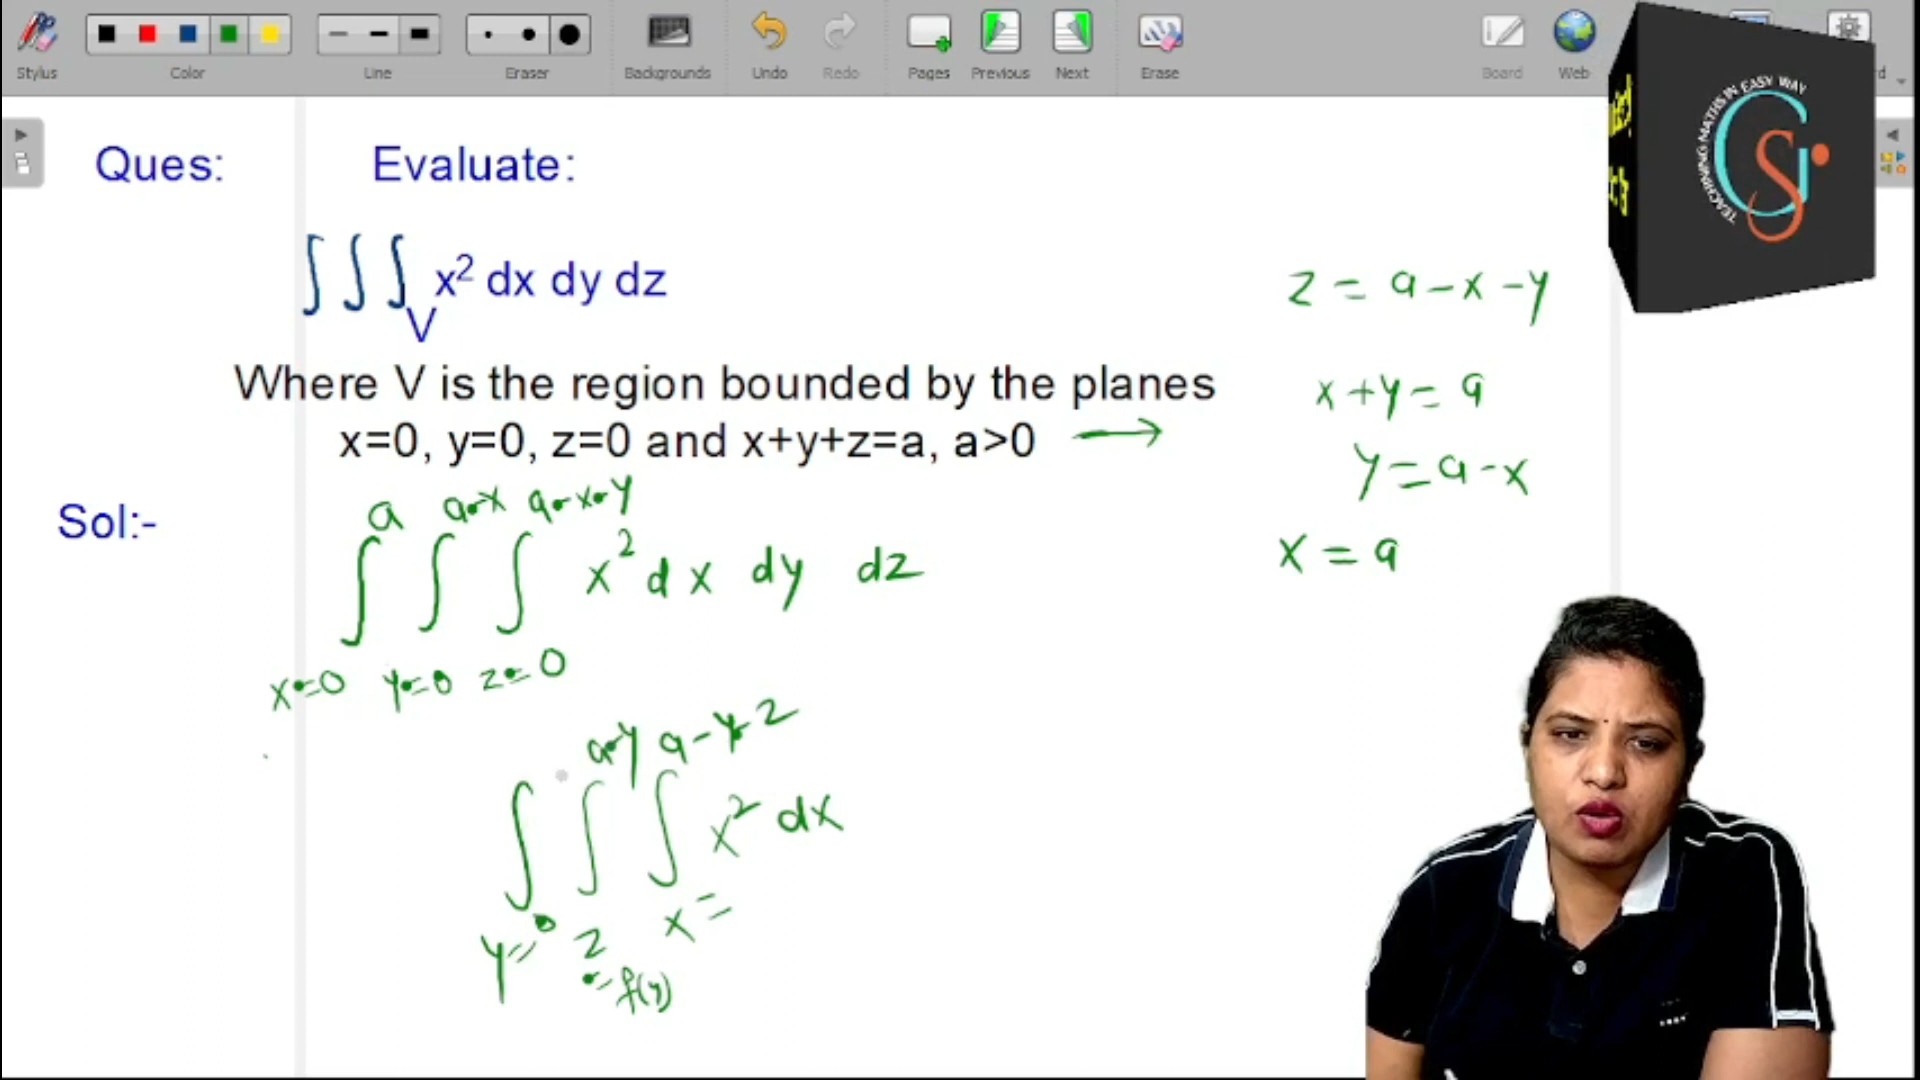 Stylus Color Line Eraser Backgrounds Undo Redo Pages Previous Next Erase Board Web
TEACHNING MATHS IN EASY WAY
GSr
Ques: Evaluate:
∫∫∫ x² dx dy dz
V
z = a-x-y
Where V is the region bounded by the planes
x+y= a
x=0, y=0, z=0 and x+y+z=a, a>0 →
y=a-x
Sol:-
a a-x a-x-y
∫ ∫ ∫ x² dx dy dz
x=0 y=0 z=0
x = a
a-y a-y-z
∫ ∫ ∫ x² dx
y=0 z =f(y) x=